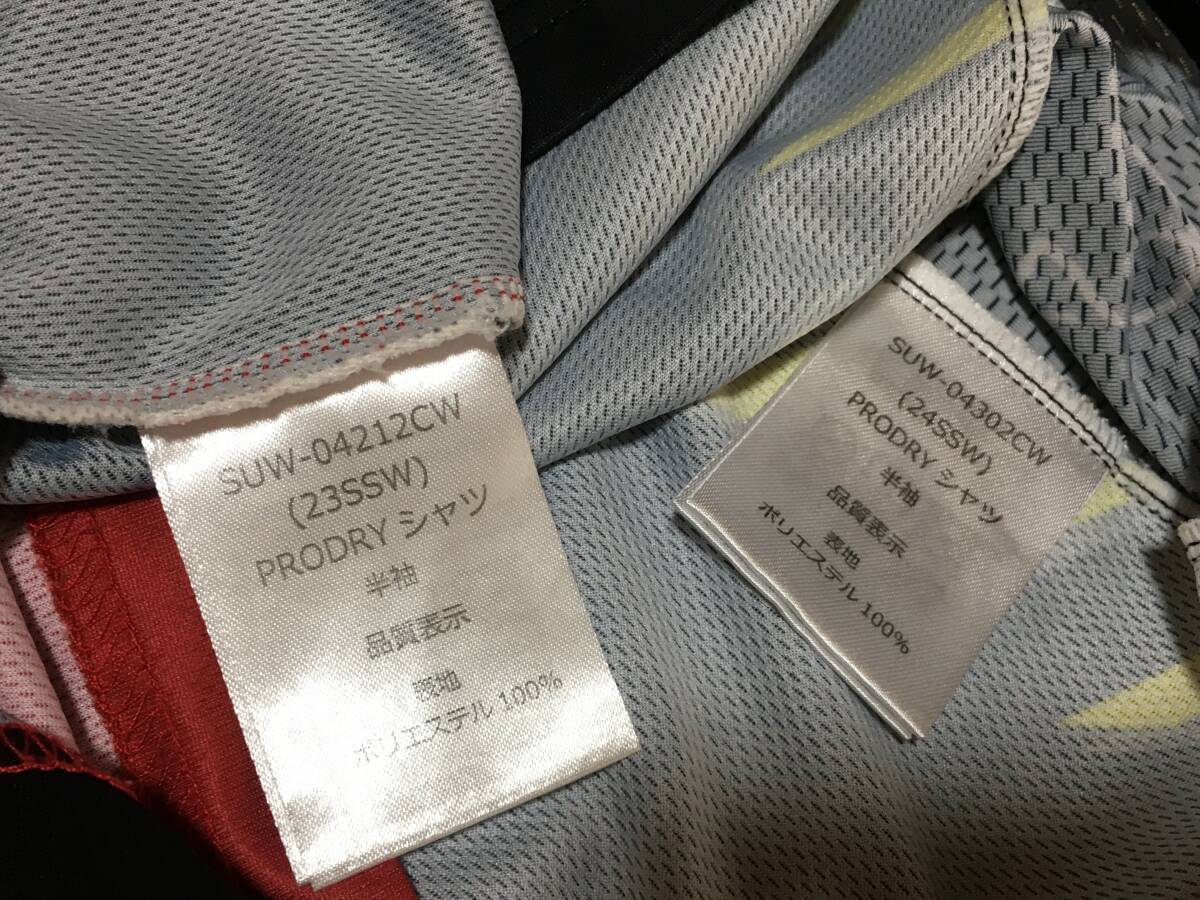 SUW-04212CW
(23SSW)
PRODRY シャツ
半袖
品質表示
表地
ポリエステル 100%
SUW-04302CW
(24SSW)
PRODRY シャツ
半袖
品質表示
表地
ポリエステル 100%